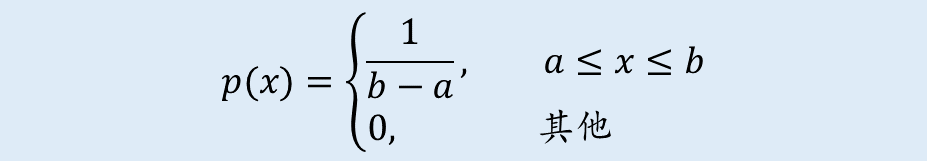 p(x) = { 1/(b − a), a ≤ x ≤ b
0, 其他